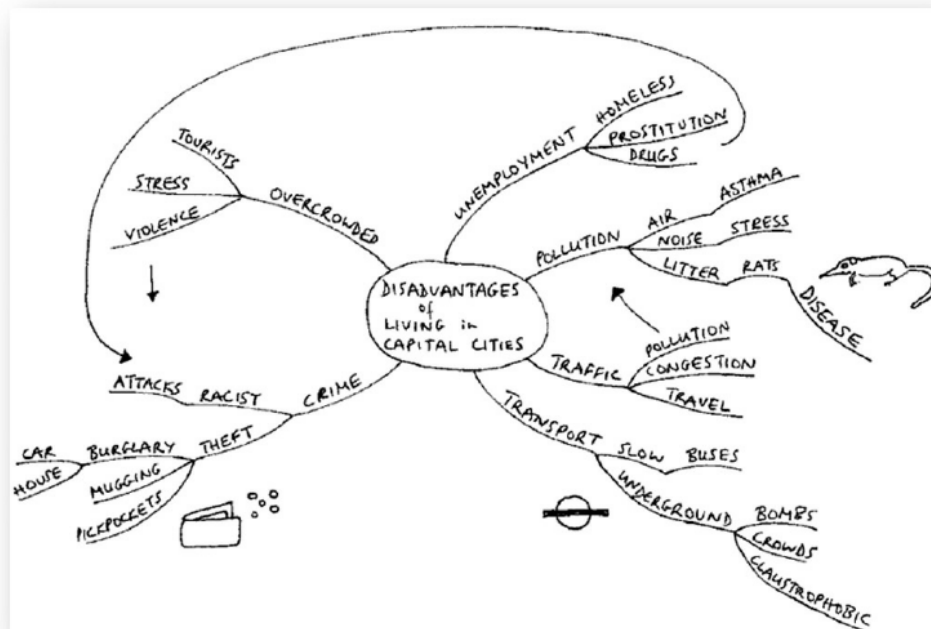 DISADVANTAGES
of
LIVING in
CAPITAL CITIES
UNEMPLOYMENT
HOMELESS
PROSTITUTION
DRUGS
POLLUTION
AIR
ASTHMA
NOISE
STRESS
LITTER
RATS
DISEASE
TRAFFIC
POLLUTION
CONGESTION
TRAVEL
TRANSPORT
SLOW
BUSES
UNDERGROUND
BOMBS
CROWDS
CLAUSTROPHOBIC
CRIME
RACIST
ATTACKS
THEFT
BURGLARY
CAR
HOUSE
MUGGING
PICKPOCKETS
OVERCROWDED
TOURISTS
STRESS
VIOLENCE